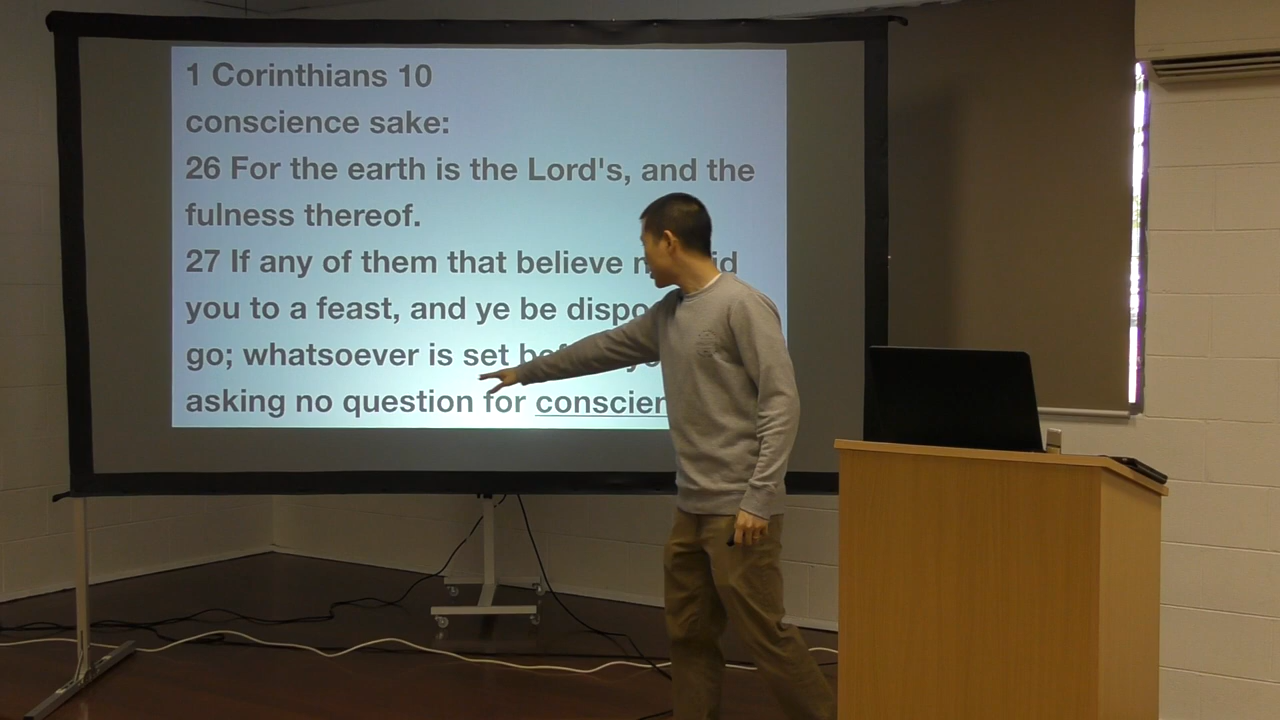 1 Corinthians 10
conscience sake:
26 For the earth is the Lord's, and the
fulness thereof.
27 If any of them that believe
you to a feast, and ye be
go; whatsoever is set
asking no question for